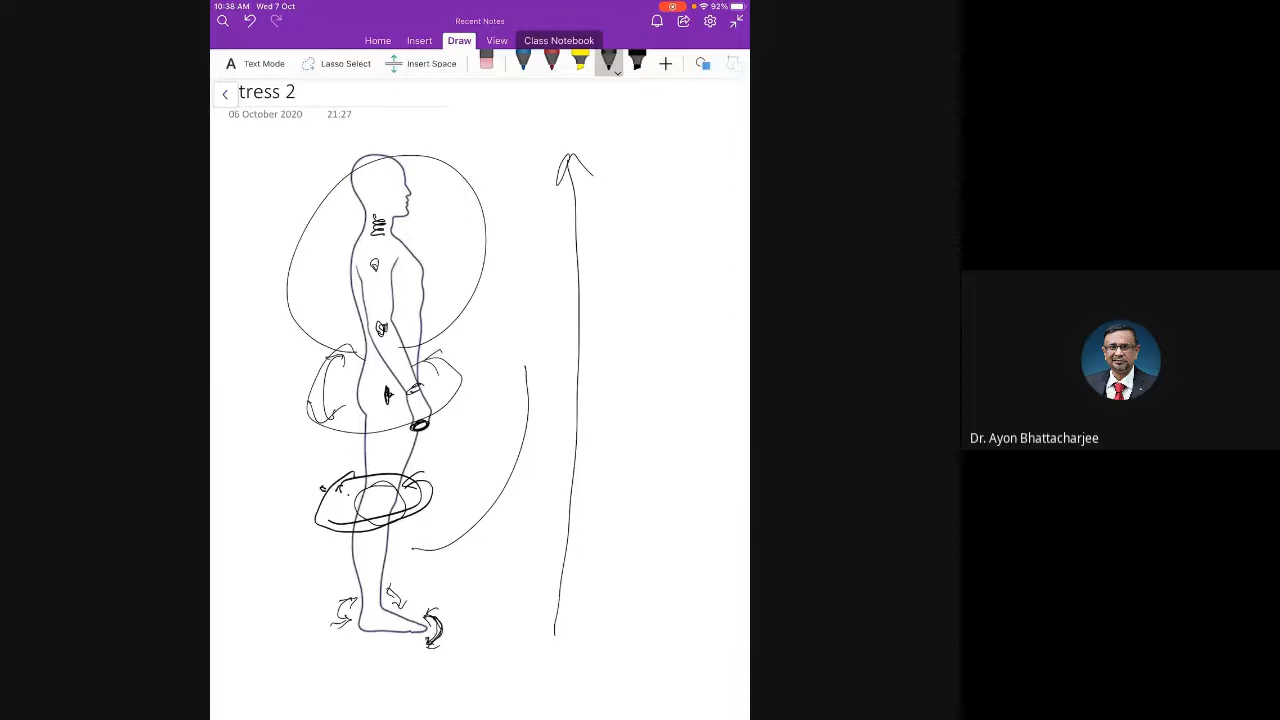 10:38 AM Wed 7 Oct
92%
Recent Notes
Home Insert Draw View Class Notebook
A Text Mode Lasso Select Insert Space
tress 2
06 October 2020 21:27
Dr. Ayon Bhattacharjee